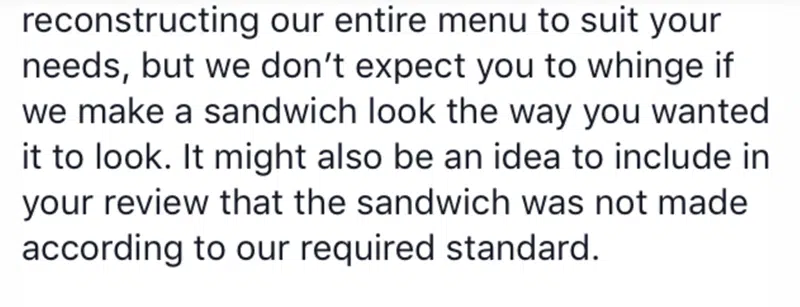 reconstructing our entire menu to suit your
needs, but we don’t expect you to whinge if
we make a sandwich look the way you wanted
it to look. It might also be an idea to include in
your review that the sandwich was not made
according to our required standard.